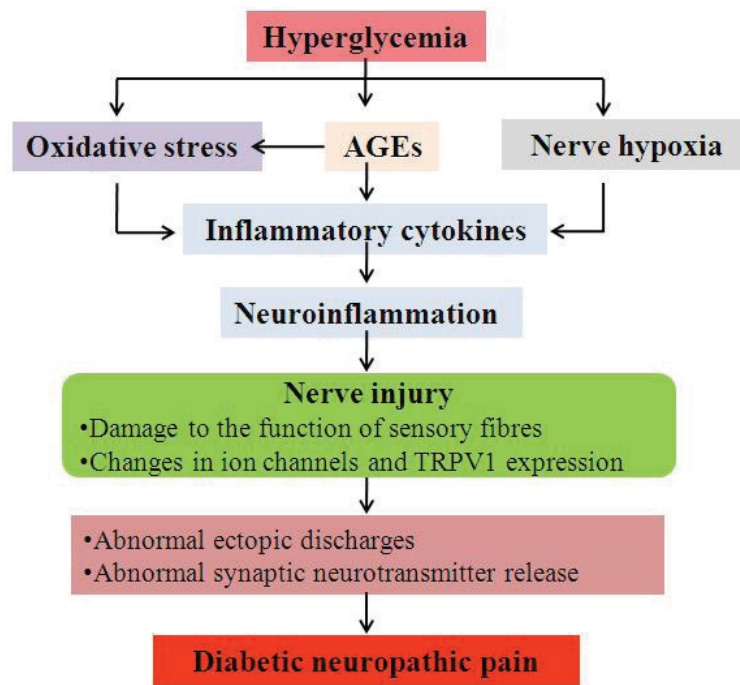 Hyperglycemia
Oxidative stress
AGEs
Nerve hypoxia
Inflammatory cytokines
Neuroinflammation
Nerve injury
•Damage to the function of sensory fibres
•Changes in ion channels and TRPV1 expression
•Abnormal ectopic discharges
•Abnormal synaptic neurotransmitter release
Diabetic neuropathic pain